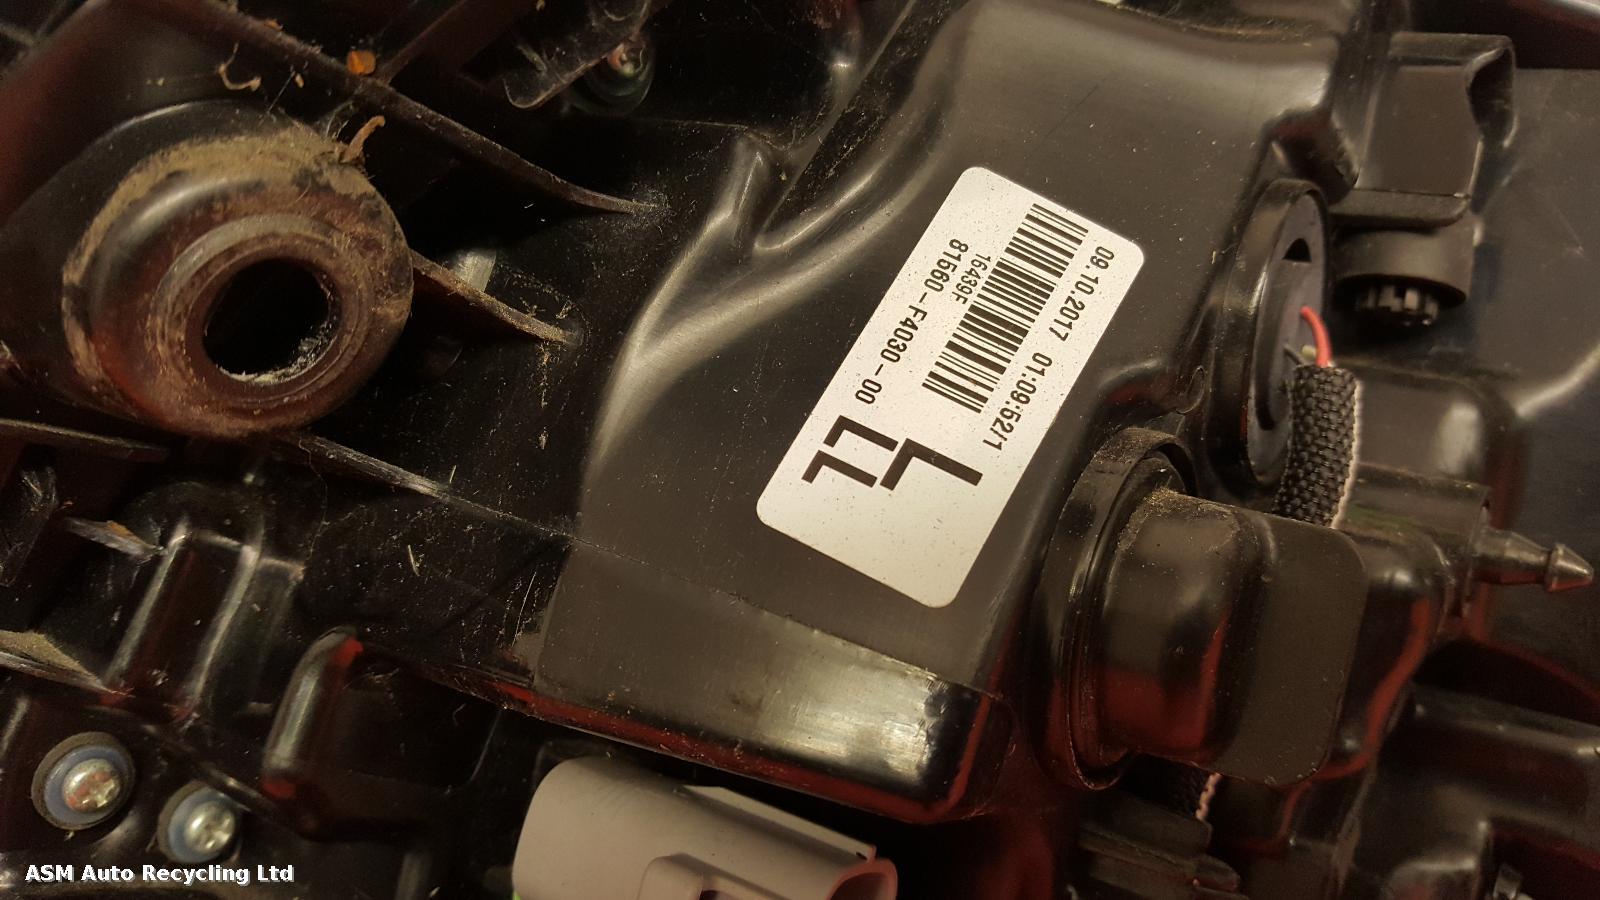 09.10.2017 01:09:52/1
16439F
81560-F4030-00
LL
ASM Auto Recycling Ltd